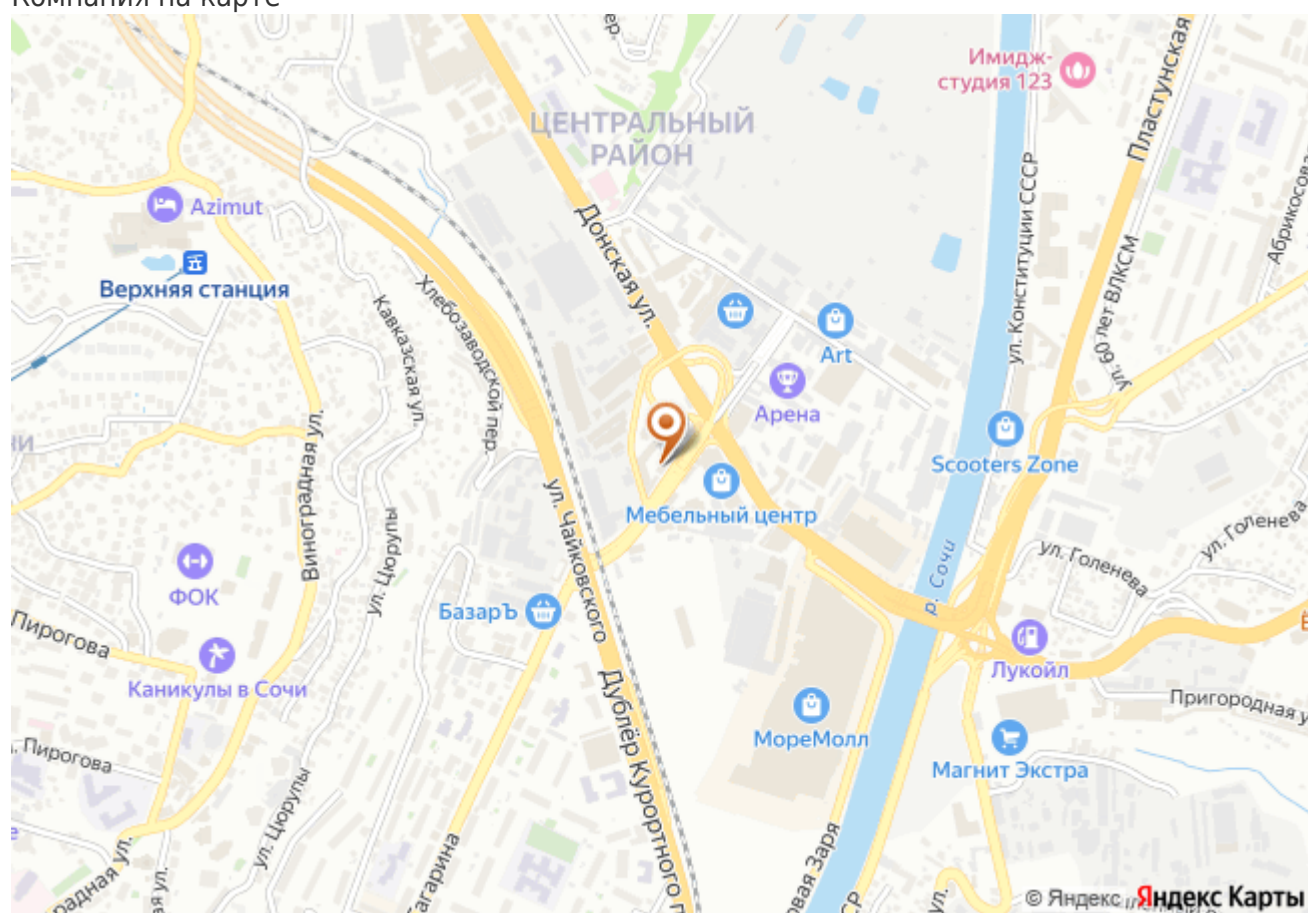 Компания на карте
Имидж-
студия 123
Пластунская
ЦЕНТРАЛЬНЫЙ
РАЙОН
ул. Конституции СССР
Azimut
Донская ул.
Верхняя станция
Хлебозаводской пер.
Кавказская ул.
ул. 60 лет ВЛКСМ
Art
Арена
Scooters Zone
Виноградная ул.
ул. Чайковского
Мебельный центр
ул. Цюрупы
р. Сочи
ул. Голенева
ул. Голенева
ФОК
БазарЪ
Пирогова
Лукойл
Каникулы в Сочи
Дублёр Курортного п
Пригородная у
МореМолл
Пирогова
Магнит Экстра
ул. Цюрупы
© Яндекс
Яндекс Карты